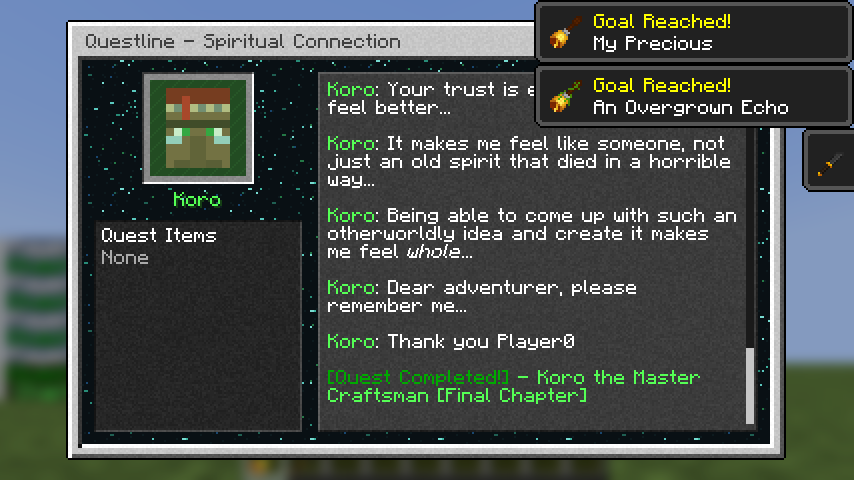 Questline - Spiritual Connection
Goal Reached!
My Precious
Goal Reached!
An Overgrown Echo
Koro
Quest Items
None
Koro: Your trust is
feel better...
Koro: It makes me feel like someone, not
just an old spirit that died in a horrible
way...
Koro: Being able to come up with such an
otherworldly idea and create it makes
me feel whole...
Koro: Dear adventurer, please
remember me...
Koro: Thank you Player0
[Quest Completed!] - Koro the Master
Craftsman [Final Chapter]